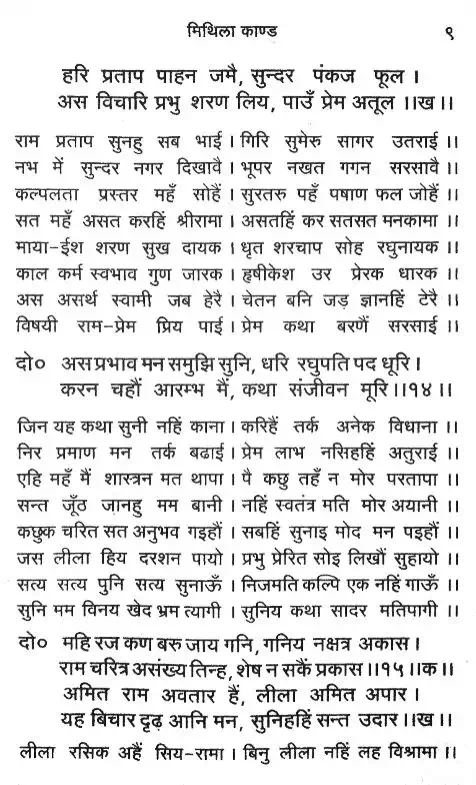 मिथिला काण्ड ९
हरि प्रताप पाहन जमै, सुन्दर पंकज फूल ।
अस विचारि प्रभु शरण लिय, पाउँ प्रेम अतूल ।।ख।।
राम प्रताप सुनहु सब भाई । गिरि सुमेरु सागर उतराई ।।
नभ में सुन्दर नगर दिखावै । भूपर नखत गगन सरसावै ।।
कल्पलता प्रस्तर महँ सोहैं । सुरतरु पहँ पषाण फल जोहैं ।।
सत महँ असत करहिं श्रीरामा । असतहिं कर सतसत मनकामा ।।
माया-ईश शरण सुख दायक । धृत शरचाप सोह रघुनायक ।।
काल कर्म स्वभाव गुण जारक । हृषीकेश उर प्रेरक धारक ।।
अस असर्थ स्वामी जब हेरै । चेतन बनि जड़ ज्ञानहिं टेरै ।।
विषयी राम-प्रेम प्रिय पाई । प्रेम कथा बरणैं सरसाई ।।
दो० असप्रभाव मन समुझि सुनि, धरि रघुपति पद धूरि ।
करन चहौं आरम्भ मैं, कथा संजीवन मूरि ।।१४।।
जिन यह कथा सुनी नहिं काना । करिहैं तर्क अनेक विधाना ।।
निर प्रमाण मन तर्क बढाई । प्रेम लाभ नसिहहिं अतुराई ।।
एहि महँ मैं शास्त्रन मत थापा । पै कछु तहँ न मोर परतापा ।।
सन्त जूँठ जानहु मम बानी । नहिं स्वतंत्र मति मोर अयानी ।।
कछुक चरित सत अनुभव गइहौं । सबहिं सुनाइ मोद मन पइहौं ।।
जस लीला हिय दरशन पायो । प्रभु प्रेरित सोइ लिखौं सुहायो ।।
सत्य सत्य पुनि सत्य सुनाऊँ । निजमति कल्पि एक नहिं गाऊँ ।।
सुनि मम विनय खेद भ्रम त्यागी । सुनिय कथा सादर मतिपागी ।।
दो० महि रज कण बरु जाय गनि, गनिय नक्षत्र अकास ।
राम चरित्र असंख्य तिन्ह, शेष न सकैं प्रकास ।।१५।।क।।
अमित राम अवतार हैं, लीला अमित अपार ।
यह बिचार दृढ़ आनि मन, सुनिहहिं सन्त उदार ।।ख।।
लीला रसिक अहैं सिय-रामा । बिनु लीला नहिं लह विश्रामा ।।